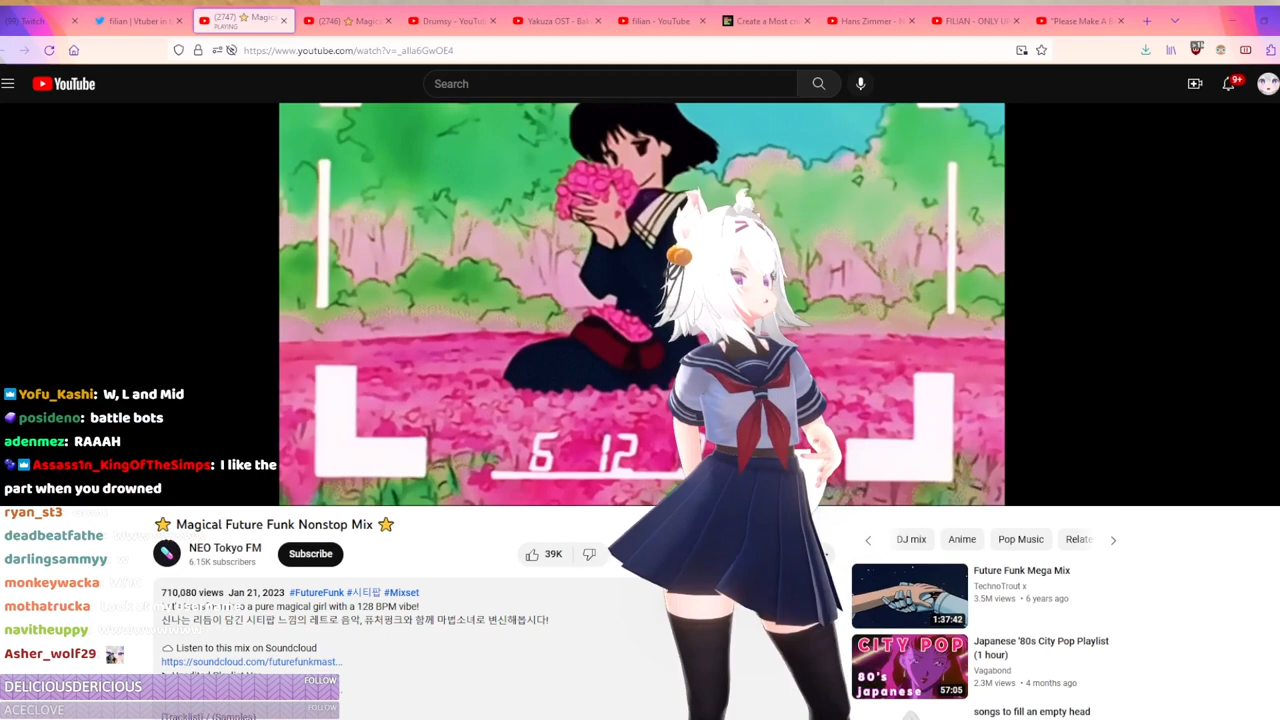 (99) Twitch
filian | Vtuber in t
(2747) ⭐ Magic
PLAYING
(2746) ⭐ Magic
Drumsy - YouTu
Yakuza OST - Ba
filian - YouTube
Create a Most co
Hans Zimmer - N
FILIAN - ONLY U
"Please Make A B
https://www.youtube.com/watch?v=_alla6GwOE4
YouTube
Search
9+
6 12
Yofu_Kashi: W, L and Mid
posideno: battle bots
adenmez: RAAAH
Assass1n_KingOfTheSimps: I like the
part when you drowned
ryan_st3
deadbeatfathe
darlingsammyy w
monkeywacka
mothatrucka
navitheuppy
Asher_wolf29
DELICIOUSDERICIOUS
FOLLOW
ACECLOVE
FOLLOW
⭐ Magical Future Funk Nonstop Mix ⭐
NEO Tokyo FM
6.15K subscribers
Subscribe
39K
710,080 views Jan 21, 2023 #FutureFunk #시티팝 #Mixset
a pure magical girl with a 128 BPM vibe!
신나는 리듬이 담긴 시티팝 느낌의 레트로 음악, 퓨처펑크와 함께 마법소녀로 변신해봅시다!
Listen to this mix on Soundcloud
https://soundcloud.com/futurefunkmast...
(Tracklist) / (Samples)
DJ mix
Anime
Pop Music
Relate
Future Funk Mega Mix
TechnoTrout x
3.5M views • 6 years ago
1:37:42
Japanese '80s City Pop Playlist
(1 hour)
Vagabond
2.3M views • 4 months ago
CITY POP
80's
japanese
57:05
songs to fill an empty head